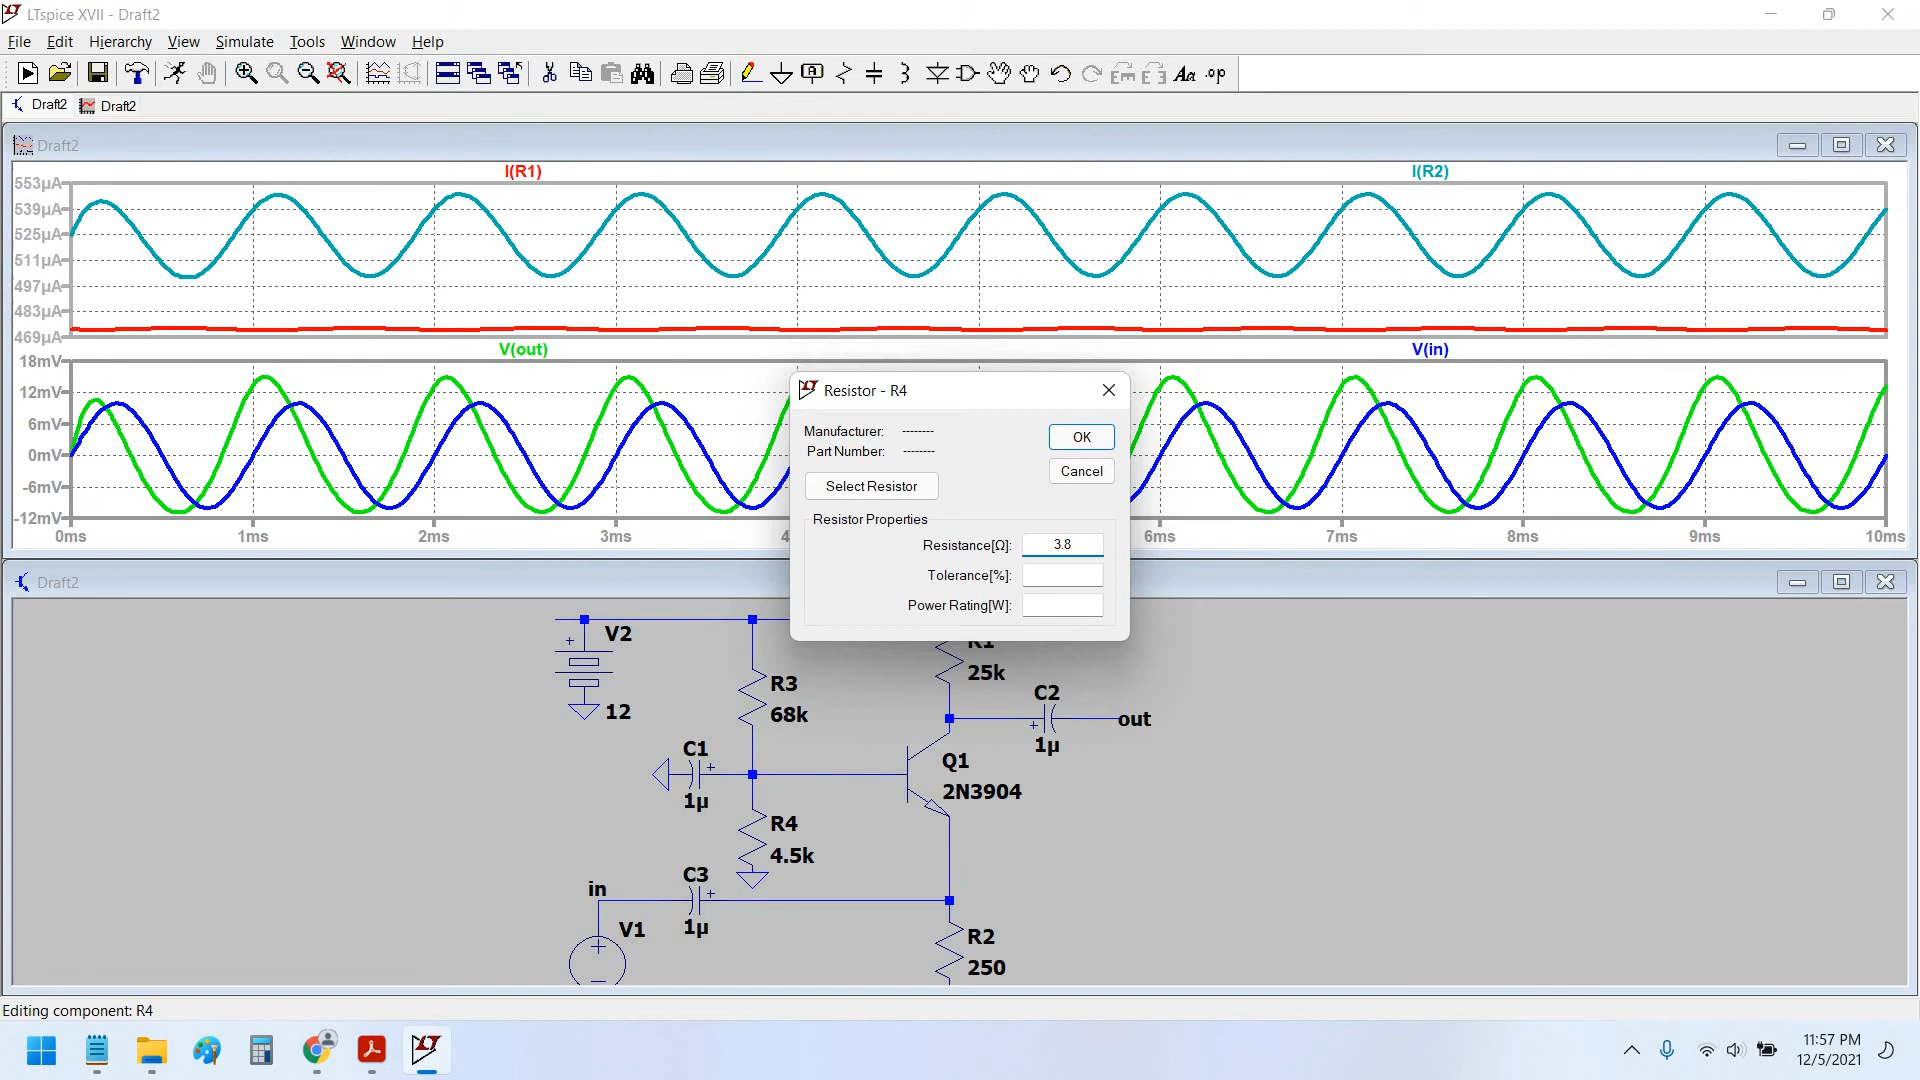 LTspice XVII - Draft2
File Edit Hierarchy View Simulate Tools Window Help
Aa .op
Draft2 Draft2
Draft2
I(R1) I(R2)
553µA
539µA
525µA
511µA
497µA
483µA
469µA
V(out) V(in)
18mV
12mV
6mV
0mV
-6mV
-12mV
0ms 1ms 2ms 3ms 4 6ms 7ms 8ms 9ms 10ms
Resistor - R4
Manufacturer: --------
Part Number: --------
OK
Cancel
Select Resistor
Resistor Properties
Resistance[Ω]: 3.8
Tolerance[%]:
Power Rating[W]:
Draft2
V2
12
R3
68k
R1
25k
C2
1µ
out
C1
1µ
Q1
2N3904
R4
4.5k
C3
1µ
in
V1
R2
250
Editing component: R4
11:57 PM
12/5/2021